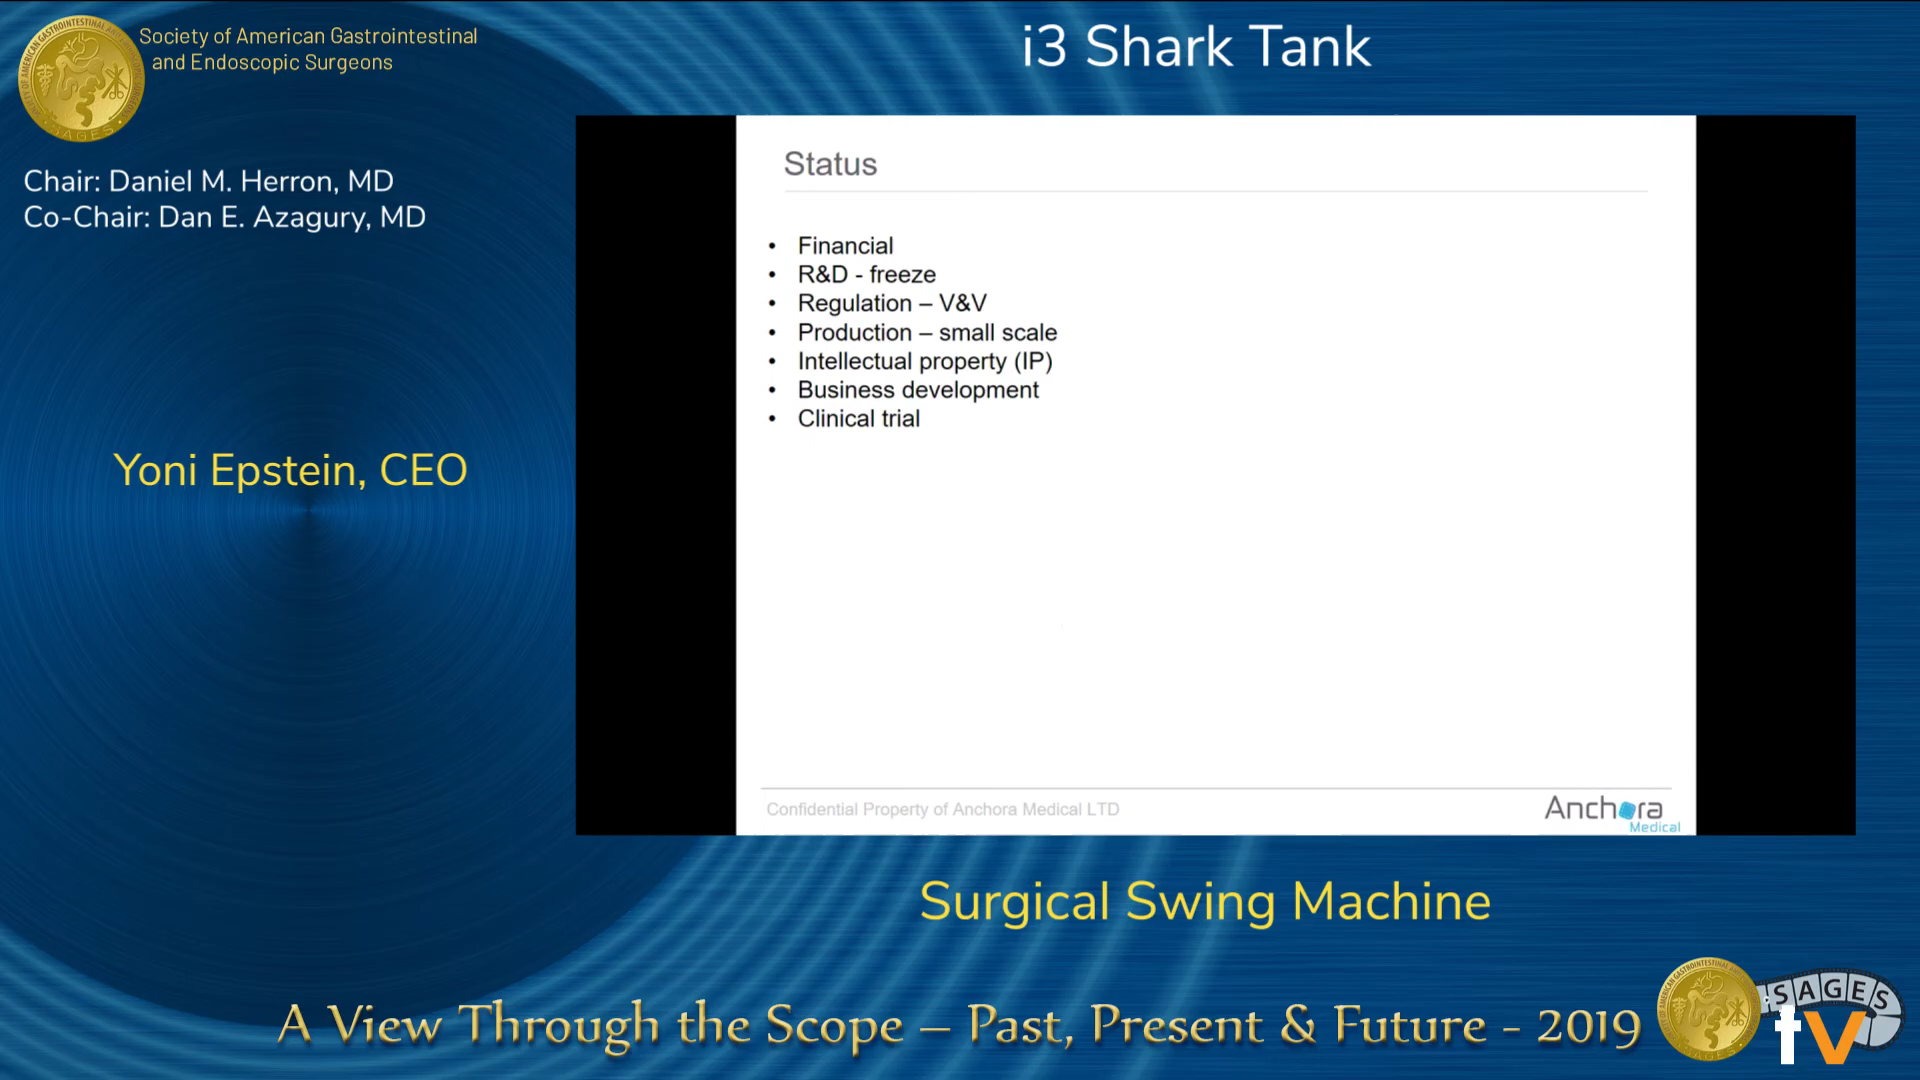 Society of American Gastrointestinal
and Endoscopic Surgeons
i3 Shark Tank
Chair: Daniel M. Herron, MD
Co-Chair: Dan E. Azagury, MD
Yoni Epstein, CEO
Status
• Financial
• R&D - freeze
• Regulation – V&V
• Production – small scale
• Intellectual property (IP)
• Business development
• Clinical trial
Confidential Property of Anchora Medical LTD
Anchora
Medical
Surgical Swing Machine
A View Through the Scope – Past, Present & Future - 2019
SAGES
tv
SAGES